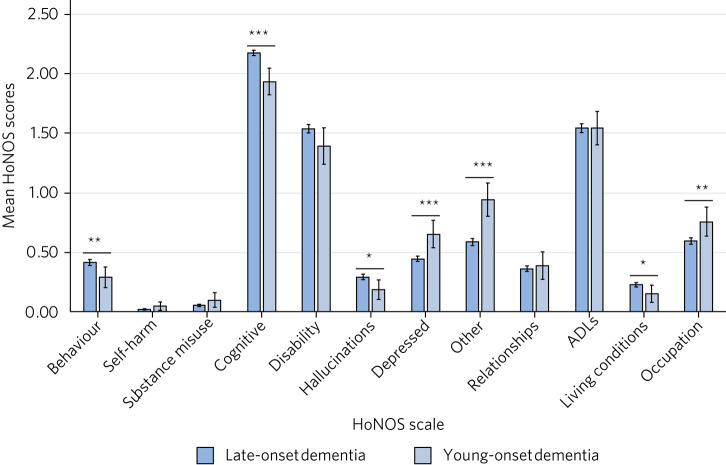 2.50
2.00
1.50
1.00
0.50
0.00
Mean HoNOS scores
**
***
*
***
***
*
**
Behaviour
Self-harm
Substance misuse
Cognitive
Disability
Hallucinations
Depressed
Other
Relationships
ADLs
Living conditions
Occupation
HoNOS scale
Late-onset dementia
Young-onset dementia